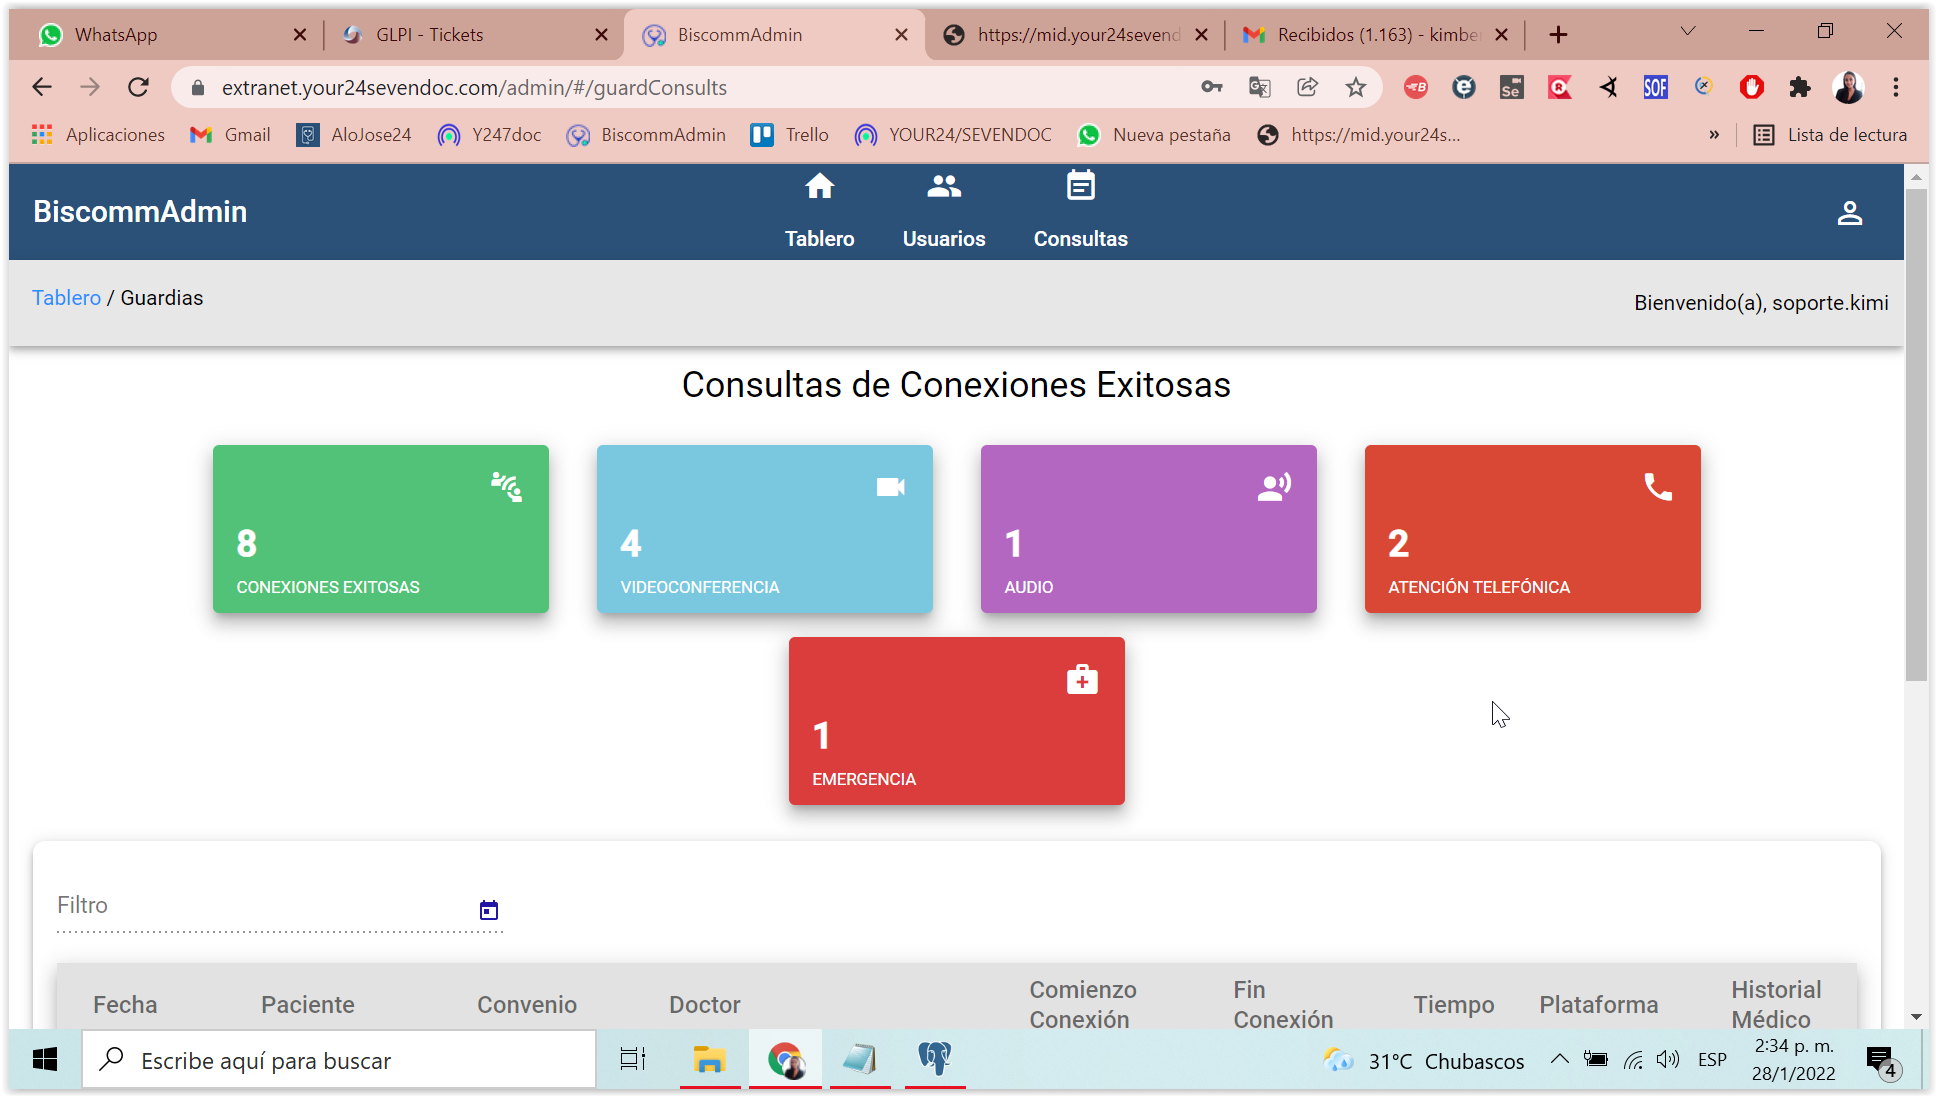 WhatsApp
GLPI - Tickets
BiscommAdmin
https://mid.your24sevend
Recibidos (1.163) - kimbe
extranet.your24sevendoc.com/admin/#/guardConsults
Se
SOF
Aplicaciones
Gmail
AloJose24
Y247doc
BiscommAdmin
Trello
YOUR24/SEVENDOC
Nueva pestaña
https://mid.your24s...
»
Lista de lectura
BiscommAdmin
Tablero
Usuarios
Consultas
Tablero / Guardias
Bienvenido(a), soporte.kimi
Consultas de Conexiones Exitosas
8
CONEXIONES EXITOSAS
4
VIDEOCONFERENCIA
1
AUDIO
2
ATENCIÓN TELEFÓNICA
1
EMERGENCIA
Filtro
Fecha
Paciente
Convenio
Doctor
Comienzo
Conexión
Fin
Conexión
Tiempo
Plataforma
Historial
Médico
Escribe aquí para buscar
31°C Chubascos
ESP
2:34 p. m.
28/1/2022
4